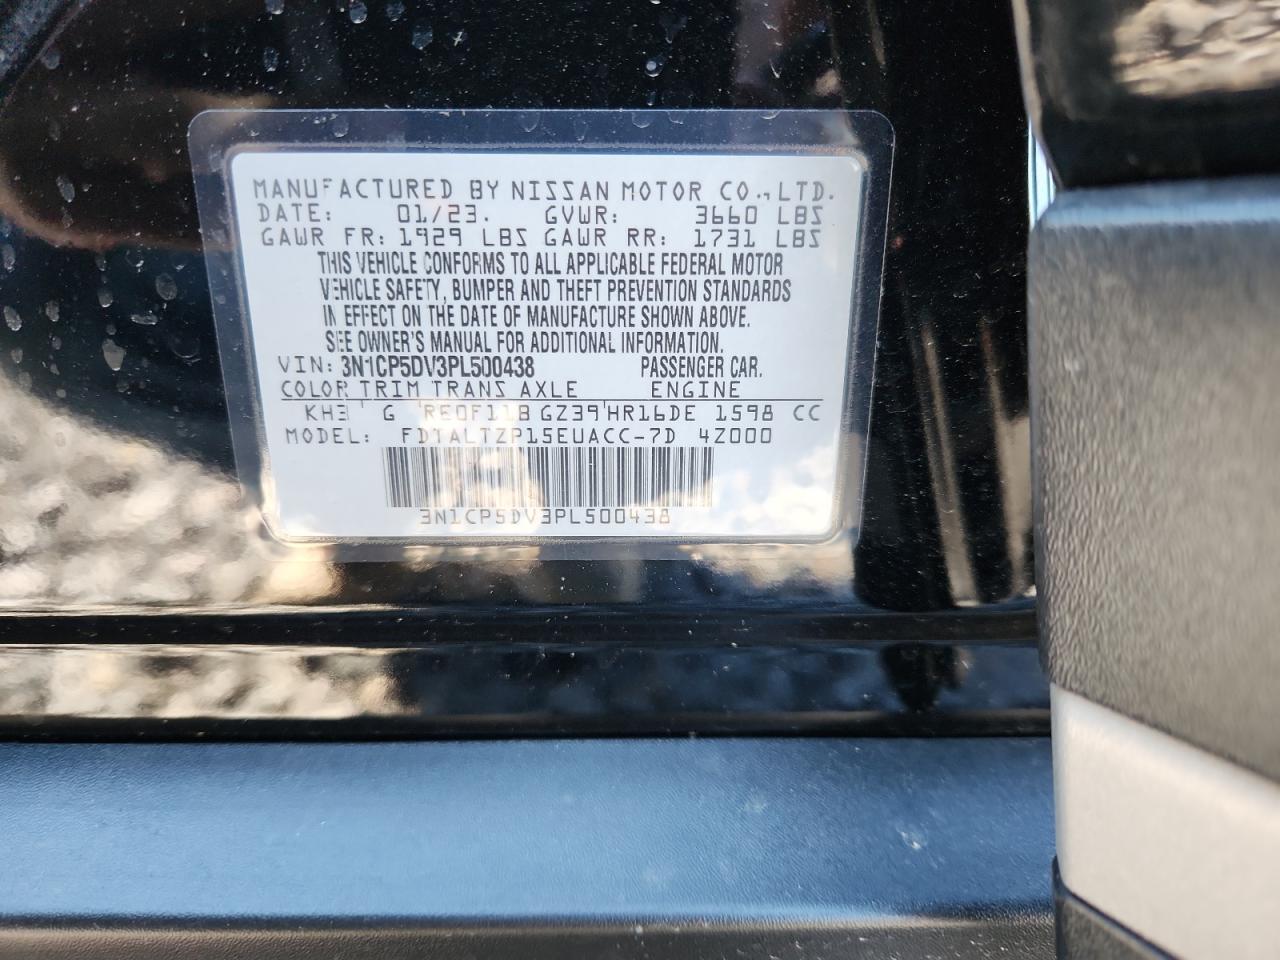 MANUFACTURED BY NISSAN MOTOR CO., LTD.
DATE: 01/23. GVWR: 3660 LBS
GAWR FR: 1929 LBS GAWR RR: 1731 LBS
THIS VEHICLE CONFORMS TO ALL APPLICABLE FEDERAL MOTOR
VEHICLE SAFETY, BUMPER AND THEFT PREVENTION STANDARDS
IN EFFECT ON THE DATE OF MANUFACTURE SHOWN ABOVE.
SEE OWNER'S MANUAL FOR ADDITIONAL INFORMATION.
VIN: 3N1CP5DV3PL500438 PASSENGER CAR.
COLOR TRIM TRANS AXLE ENGINE
KH3 G RE0F11B GZ39 HR16DE 1598 CC
MODEL: FDTALTZP15EUACC-7D 4Z000
3N1CP5DV3PL500438